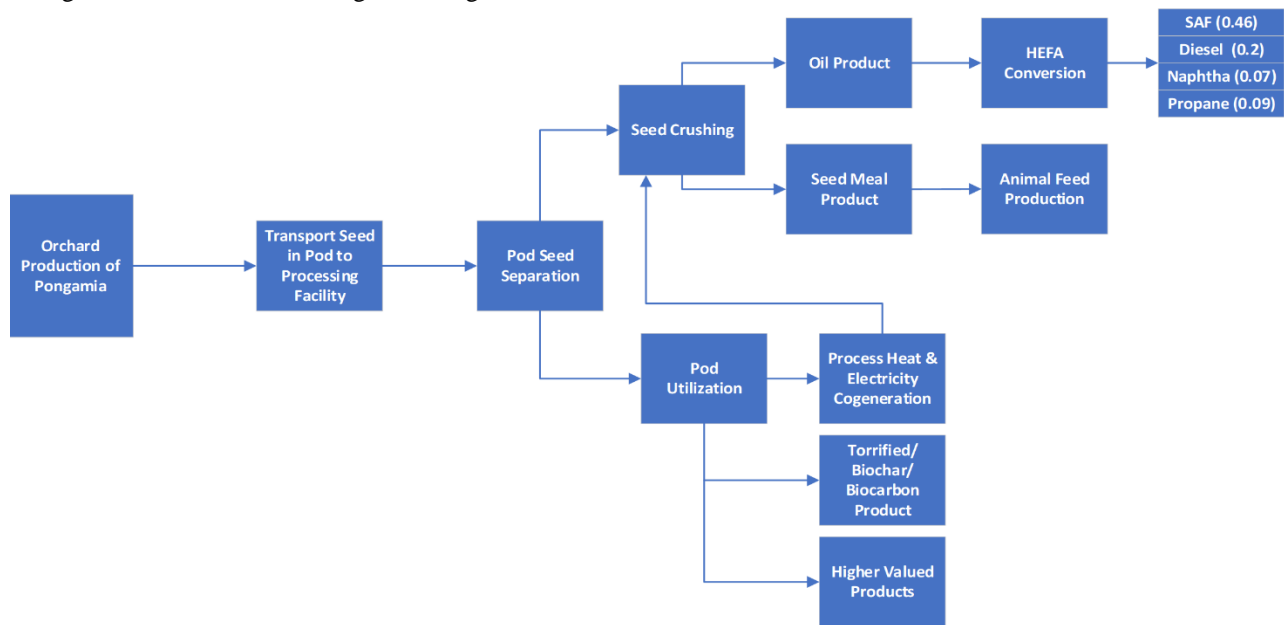 SAF (0.46)
Diesel (0.2)
Naphtha (0.07)
Propane (0.09)
Oil Product
HEFA
Conversion
Seed Crushing
Seed Meal
Product
Animal Feed
Production
Orchard
Production of
Pongamia
Transport Seed
in Pod to
Processing
Facility
Pod Seed
Separation
Pod
Utilization
Process Heat &
Electricity
Cogeneration
Torrified/
Biochar/
Biocarbon
Product
Higher Valued
Products